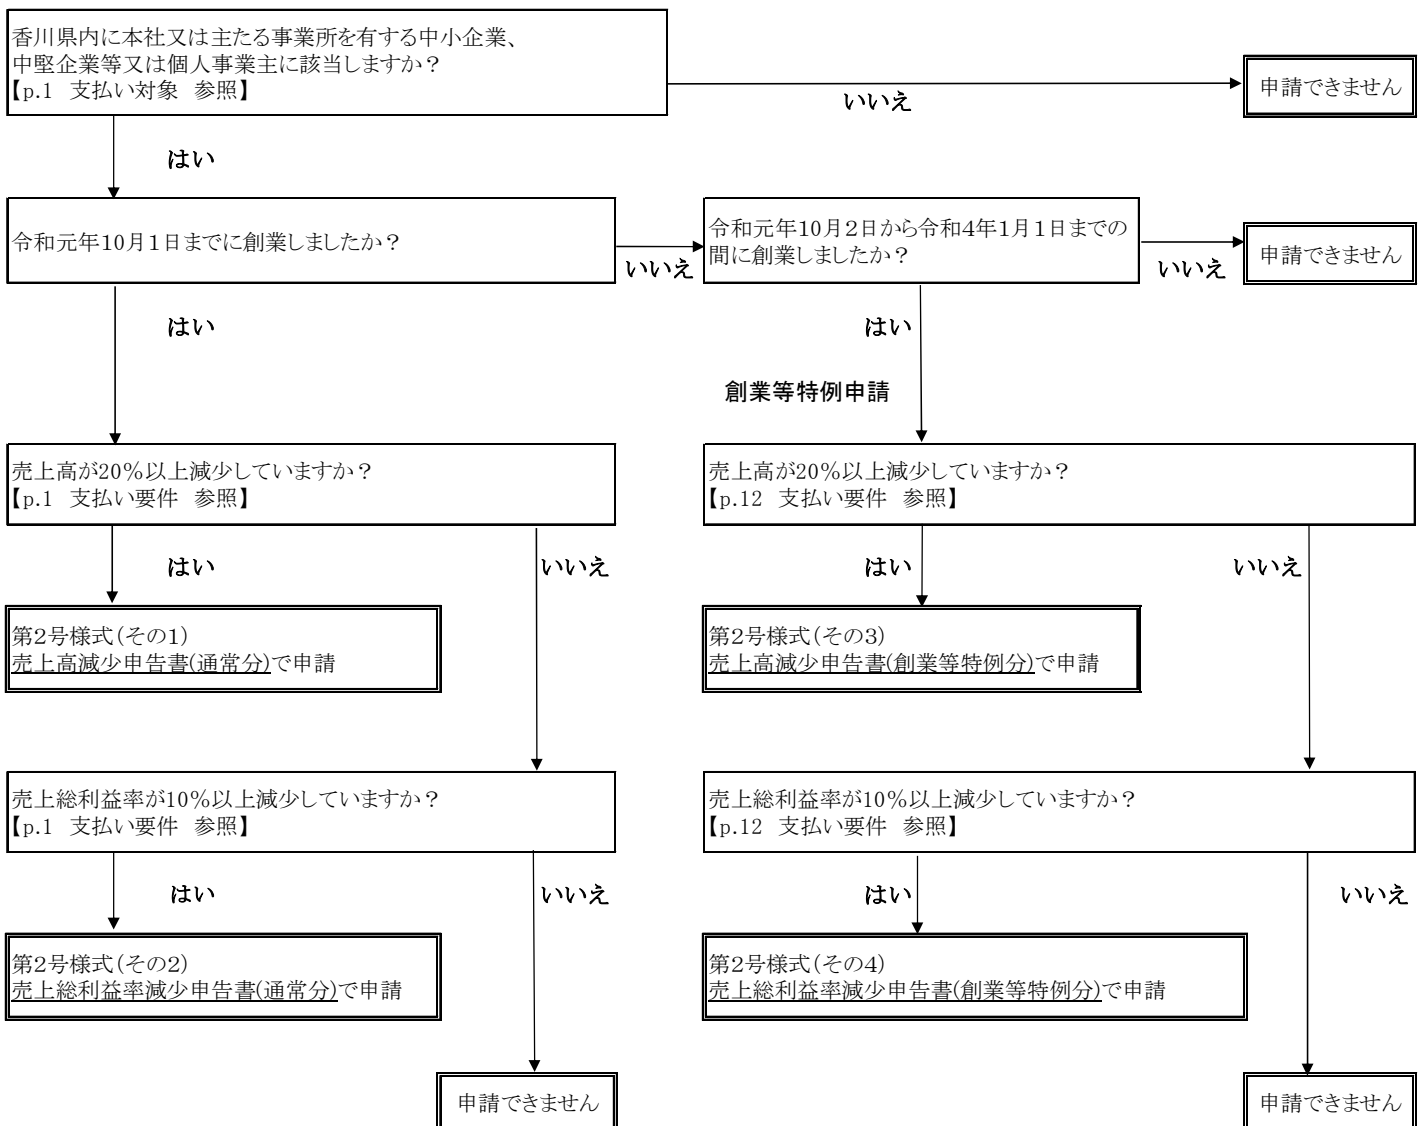 香川県内に本社又は主たる事業所を有する中小企業、
中堅企業等又は個人事業主に該当しますか？
【p.1　支払い対象　参照】
申請できません
いいえ
はい
令和元年10月１日までに創業しましたか？
いいえ
令和元年10月２日から令和４年１月１日までの
間に創業しましたか？
いいえ
申請できません
はい
はい
創業等特例申請
売上高が20％以上減少していますか？
【p.1　支払い要件　参照】
売上高が20％以上減少していますか？
【p.12　支払い要件　参照】
はい
いいえ
はい
いいえ
第２号様式（その１）
売上高減少申告書(通常分)で申請
第２号様式（その３）
売上高減少申告書(創業等特例分)で申請
売上総利益率が10％以上減少していますか？
【p.1　支払い要件　参照】
売上総利益率が10％以上減少していますか？
【p.12　支払い要件　参照】
はい
いいえ
はい
いいえ
第２号様式（その２）
売上総利益率減少申告書(通常分)で申請
第２号様式（その４）
売上総利益率減少申告書(創業等特例分)で申請
申請できません
申請できません